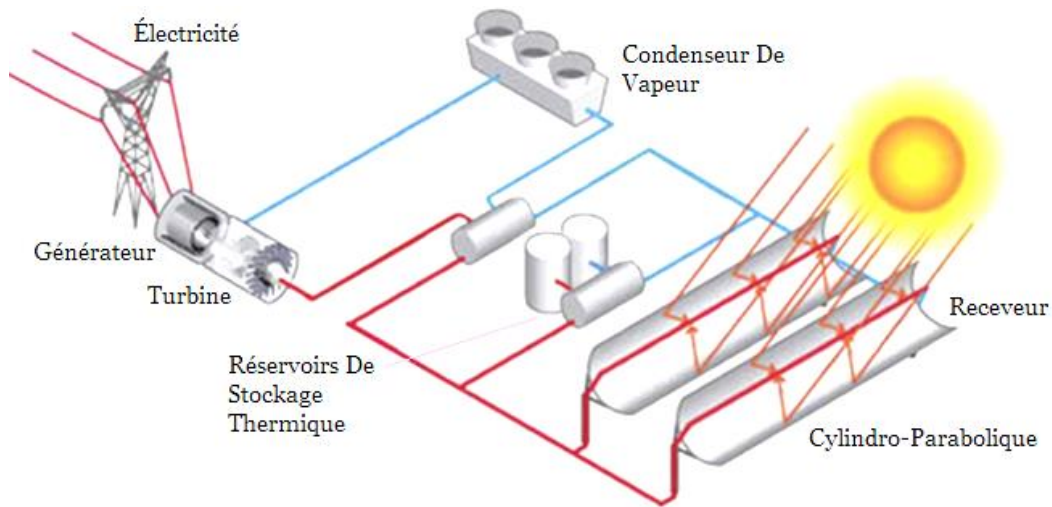 Électricité
Condenseur De
Vapeur
Générateur
Turbine
Receveur
Réservoirs De
Stockage
Thermique
Cylindro-Parabolique